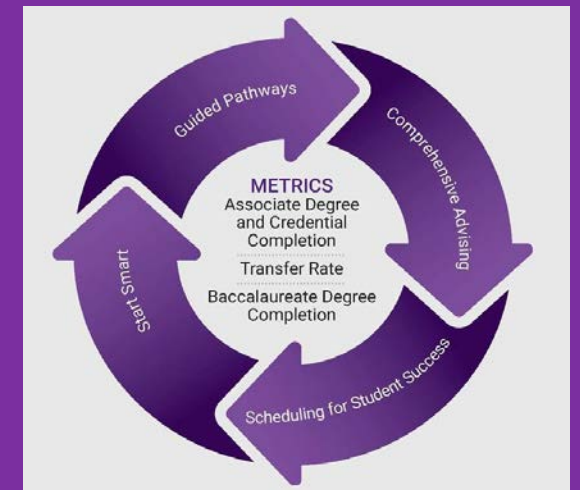 Guided Pathways
Comprehensive Advising
METRICS
Associate Degree
and Credential
Completion
Transfer Rate
Baccalaureate Degree
Completion
Start Smart
Scheduling for Student Success